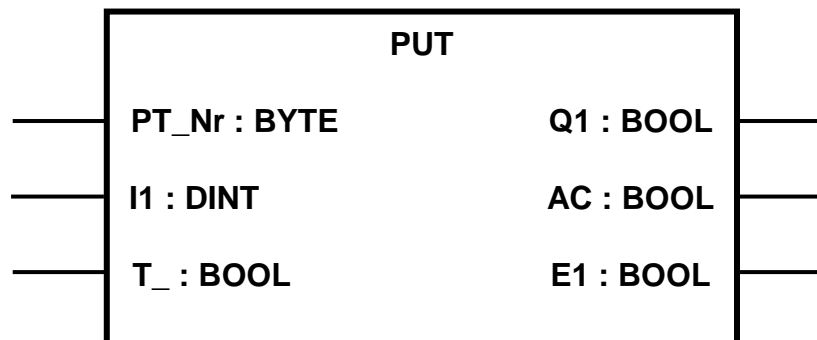 PUT
PT_Nr : BYTE Q1 : BOOL
I1 : DINT AC : BOOL
T_ : BOOL E1 : BOOL